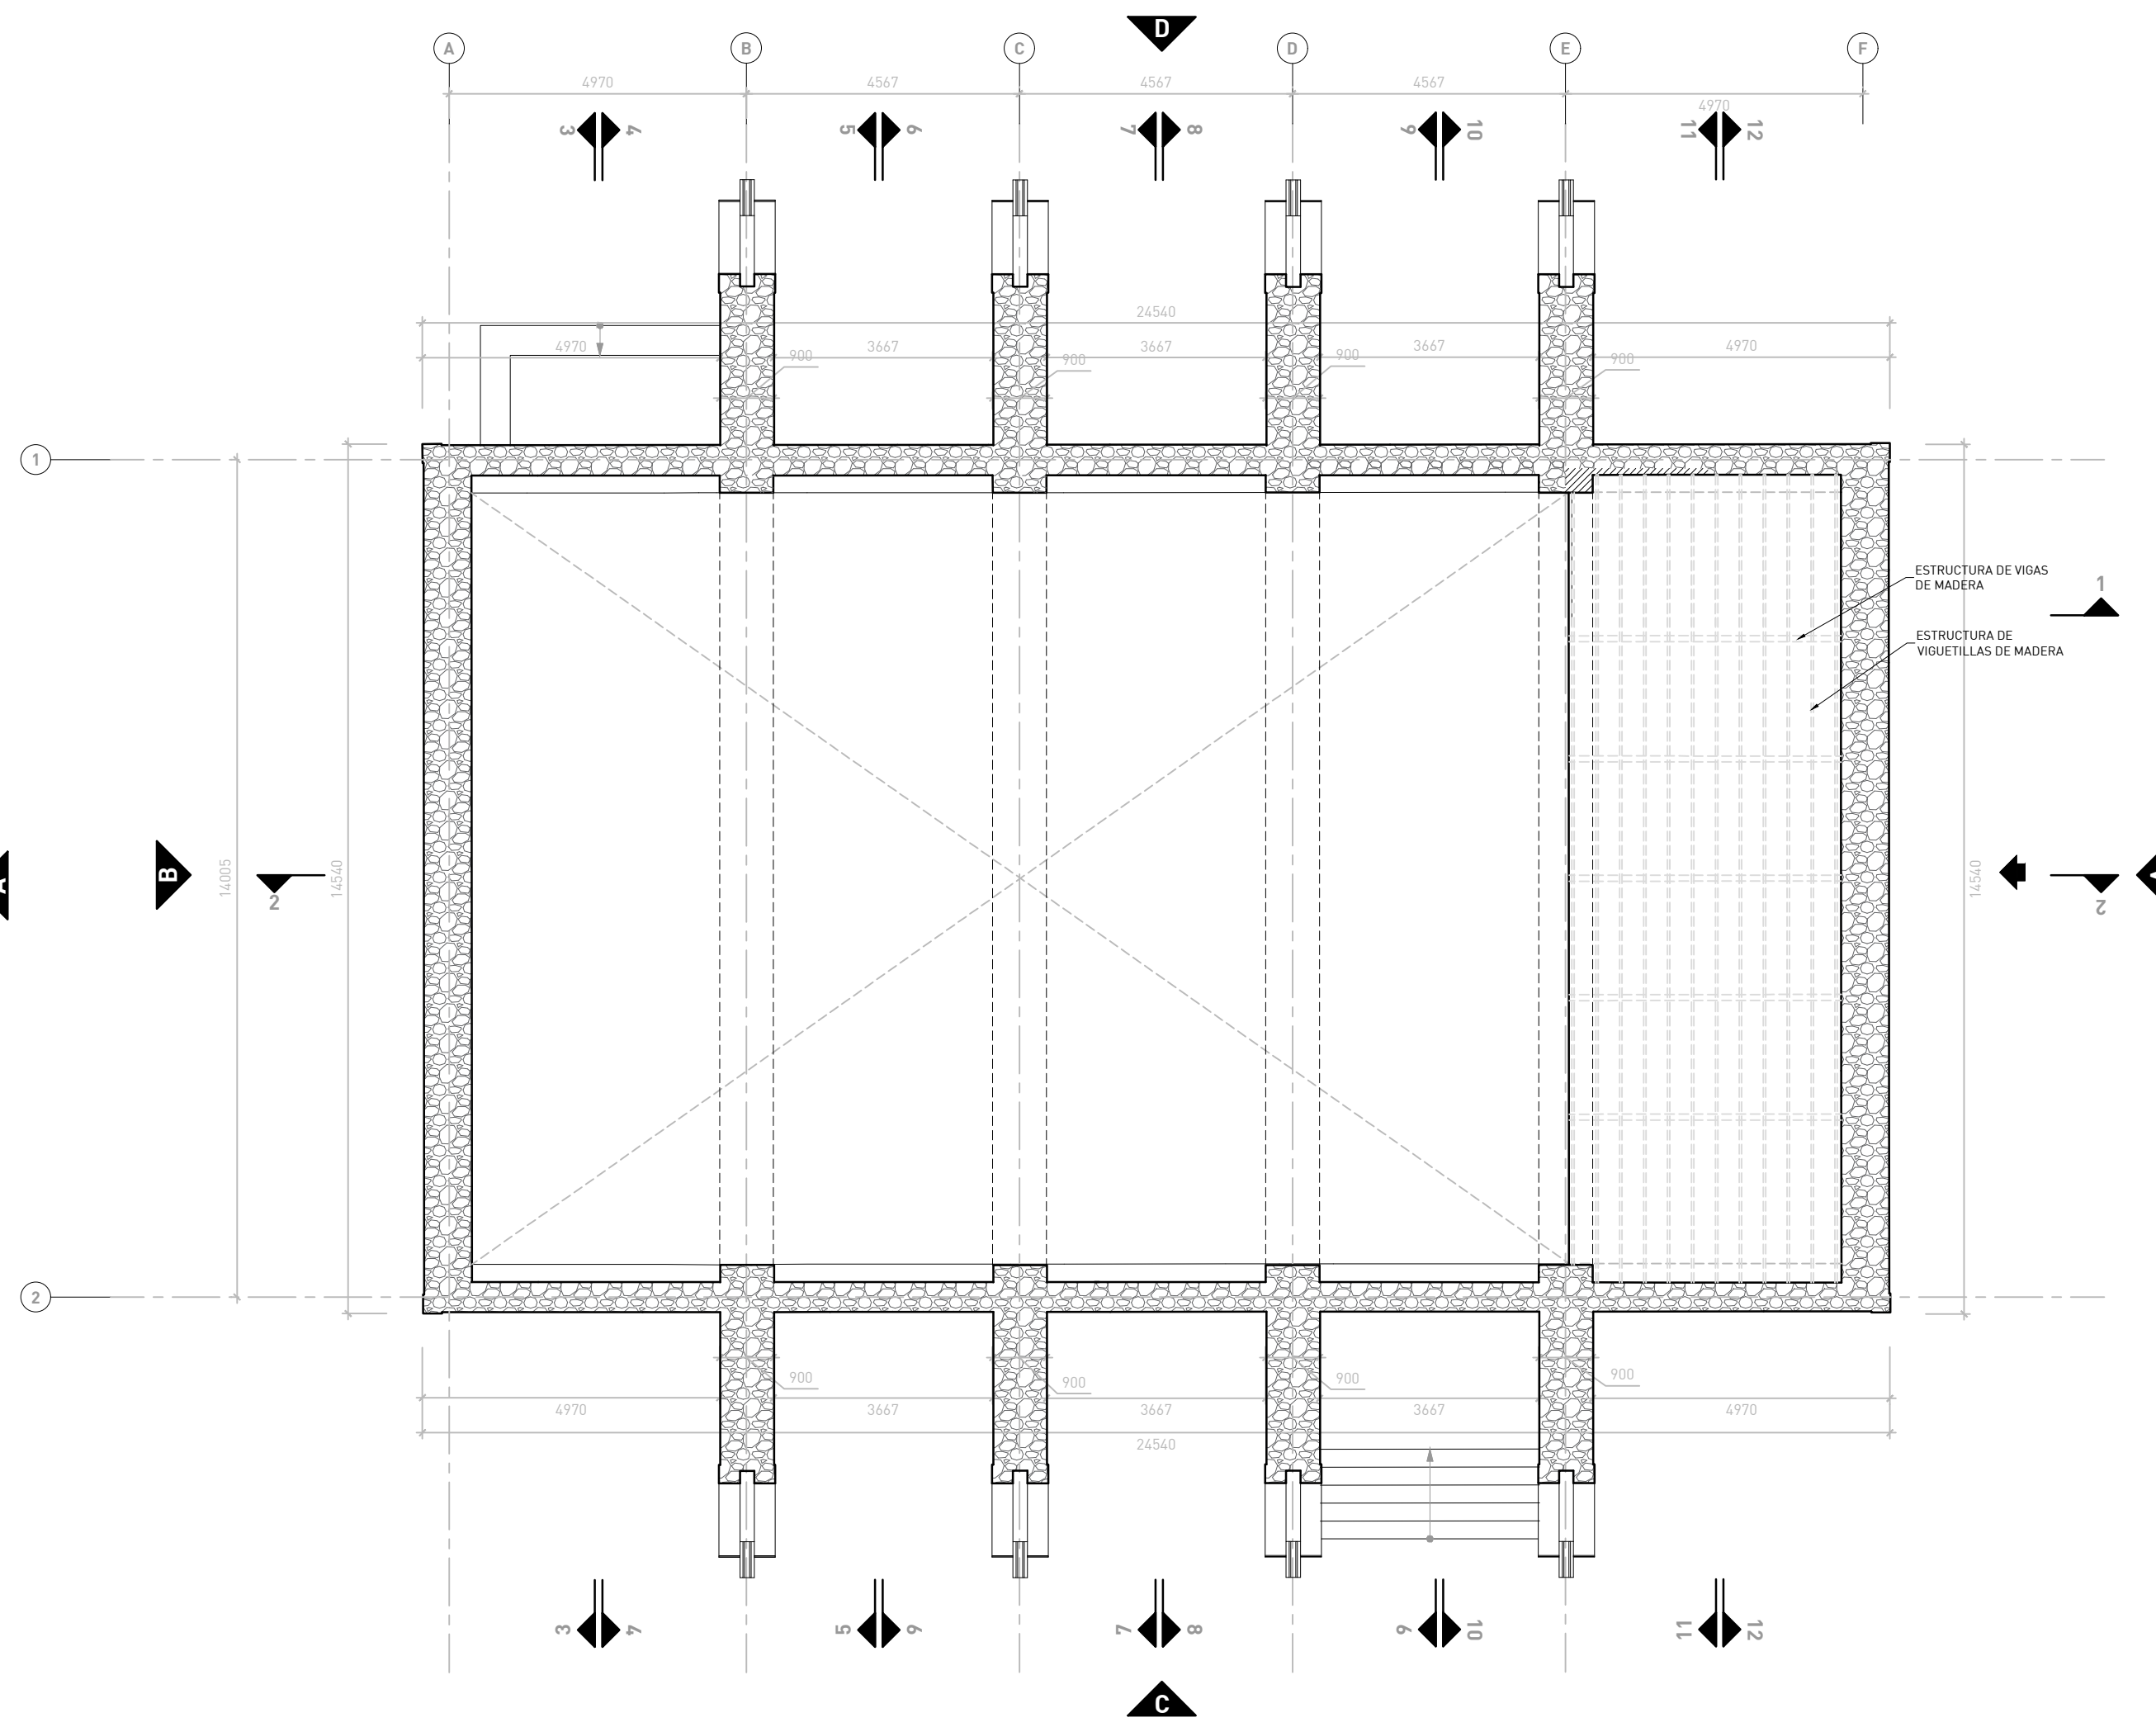 D
A B C D E F
4970 4567 4567 4567 4970
3 4 5 6 7 8 9 10 11 12
24540
4970 900 3667 900 3667 900 3667 900 4970
1
ESTRUCTURA DE VIGAS
DE MADERA
1
ESTRUCTURA DE
VIGUETILLAS DE MADERA
A B 2 14005 14540 14540 2
2
900 900 900 900
4970 3667 3667 3667 4970
24540
3 4 5 6 7 8 9 10 11 12
C